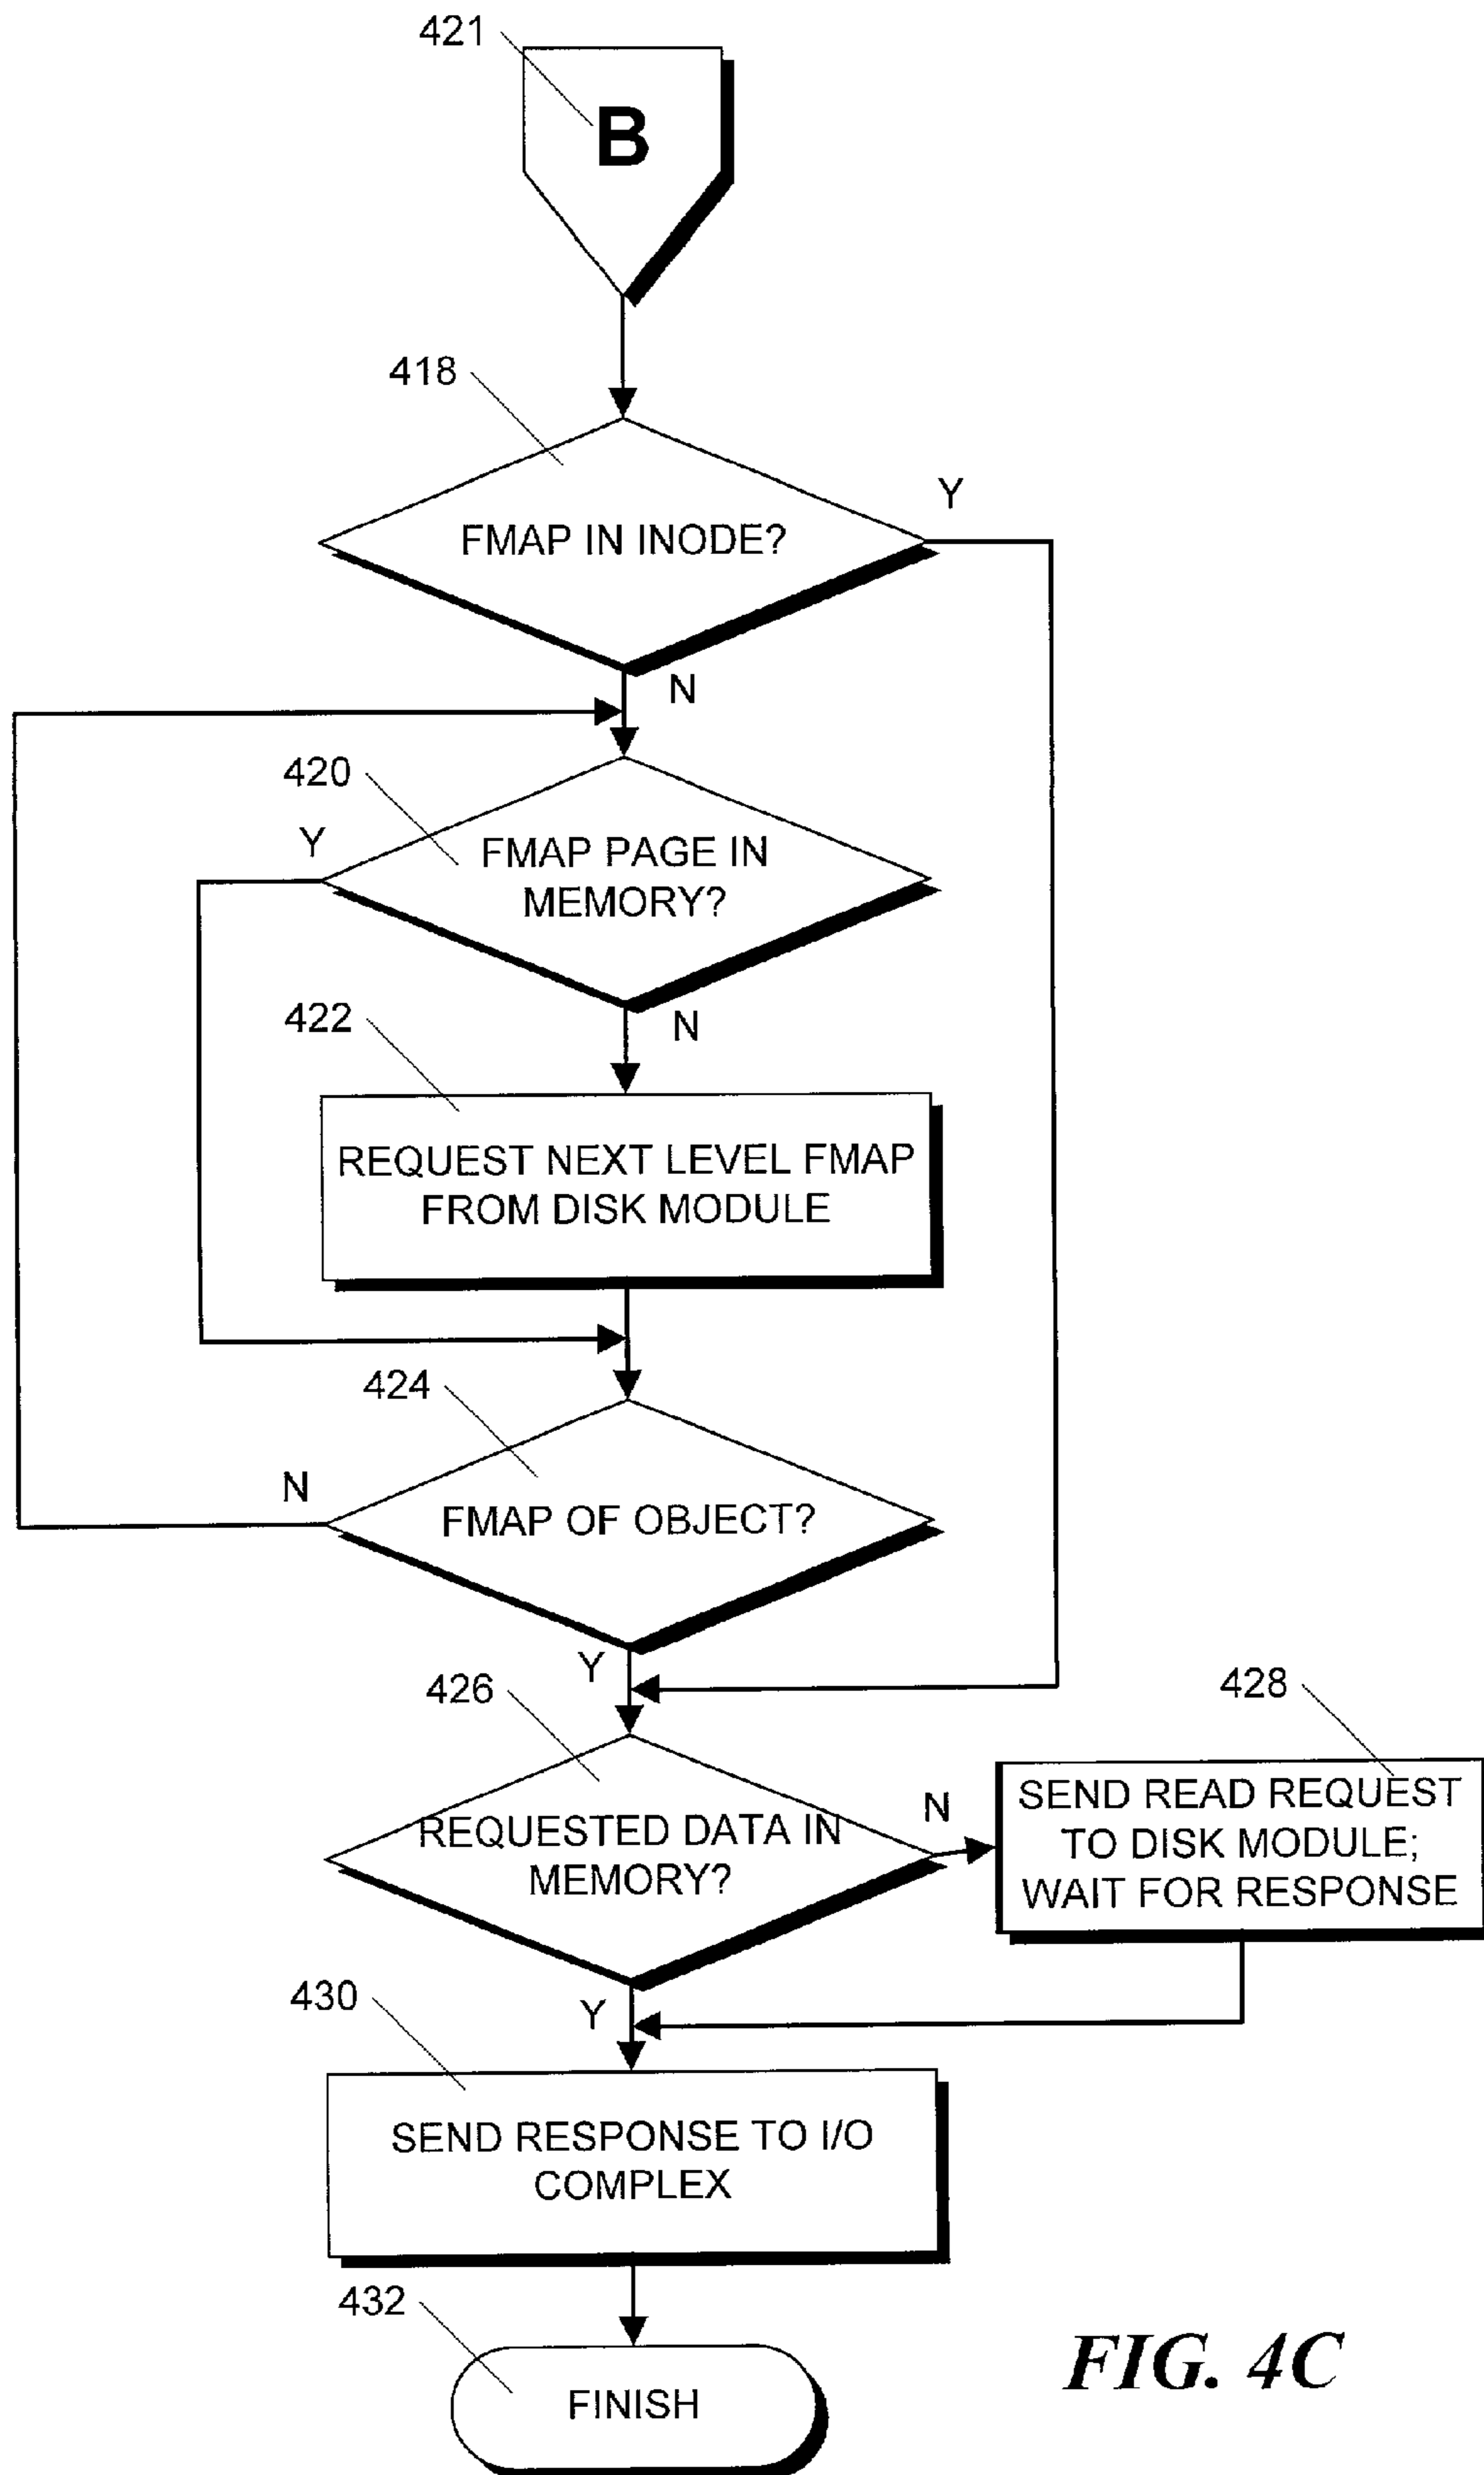 421
B
418
FMAP IN INODE?
Y
N
420
Y
FMAP PAGE IN
MEMORY?
N
422
REQUEST NEXT LEVEL FMAP
FROM DISK MODULE
424
N
FMAP OF OBJECT?
Y
426
428
REQUESTED DATA IN
MEMORY?
N
SEND READ REQUEST
TO DISK MODULE;
WAIT FOR RESPONSE
430
Y
SEND RESPONSE TO I/O
COMPLEX
432
FINISH
FIG. 4C